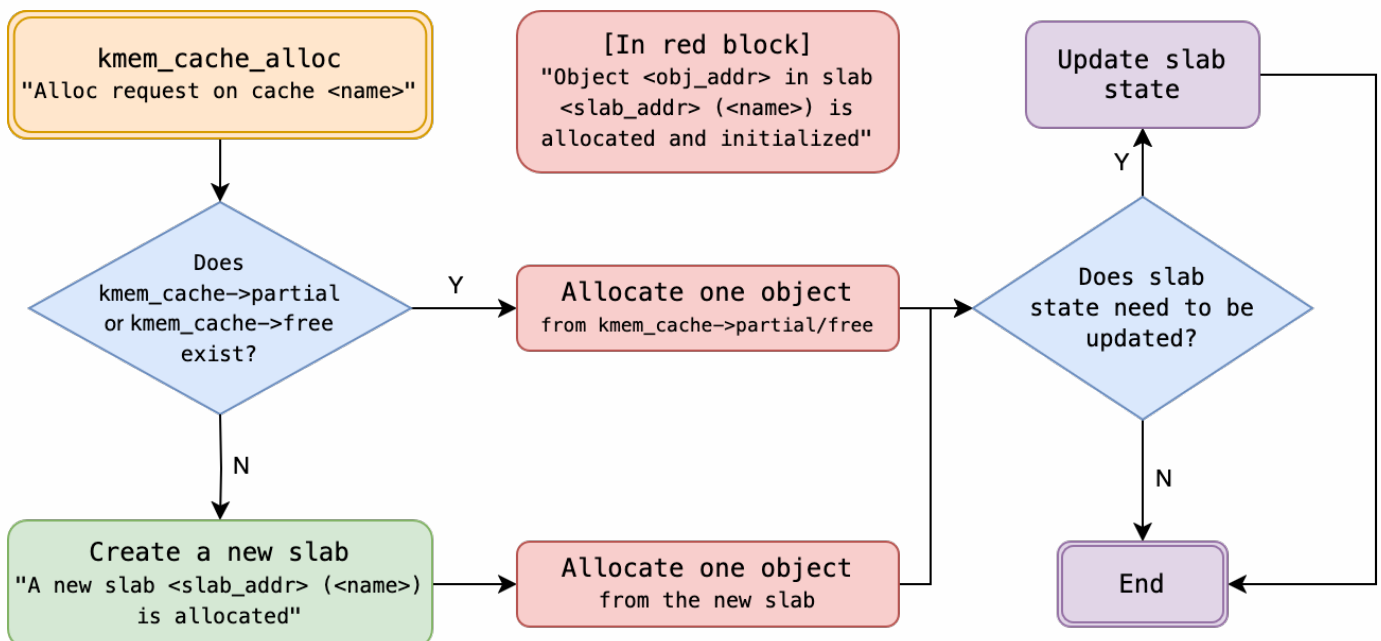 kmem_cache_alloc
"Alloc request on cache <name>"
[In red block]
"Object <obj_addr> in slab
<slab_addr> (<name>) is
allocated and initialized"
Update slab
state
Y
Does
kmem_cache->partial
or kmem_cache->free
exist?
Y
Allocate one object
from kmem_cache->partial/free
Does slab
state need to be
updated?
N
N
Create a new slab
"A new slab <slab_addr> (<name>)
is allocated"
Allocate one object
from the new slab
End